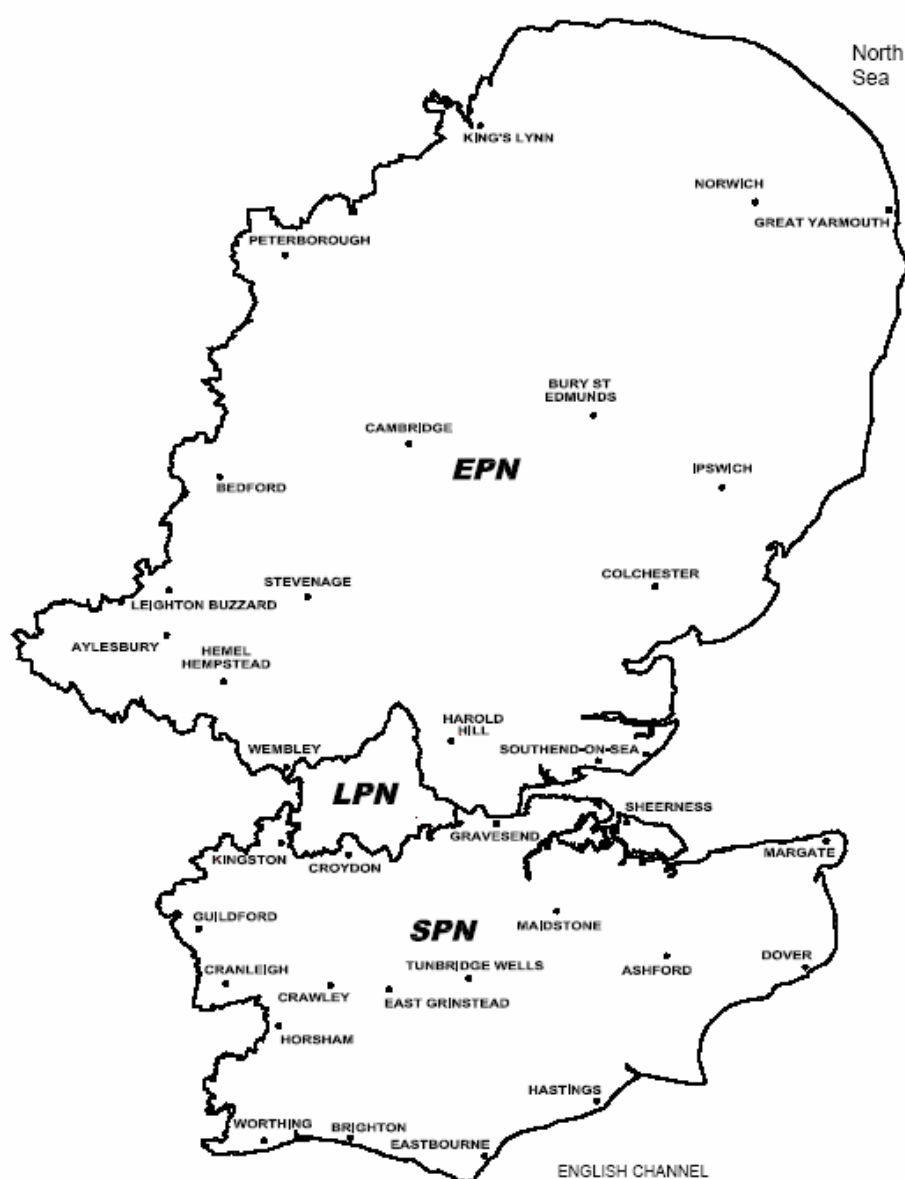 North
Sea
KING'S LYNN
NORWICH
GREAT YARMOUTH
PETERBOROUGH
BURY ST
EDMUNDS
CAMBRIDGE
EPN
IPSWICH
BEDFORD
COLCHESTER
STEVENAGE
LEIGHTON BUZZARD
AYLESBURY
HEMEL
HEMPSTEAD
HAROLD
HILL
WEMBLEY
SOUTHEND-ON-SEA
LPN
SHEERNESS
GRAVESEND
MARGATE
KINGSTON
CROYDON
GUILDFORD
SPN
MAIDSTONE
DOVER
TUNBRIDGE WELLS
ASHFORD
CRANLEIGH
CRAWLEY
EAST GRINSTEAD
HORSHAM
HASTINGS
WORTHING
BRIGHTON
EASTBOURNE
ENGLISH CHANNEL